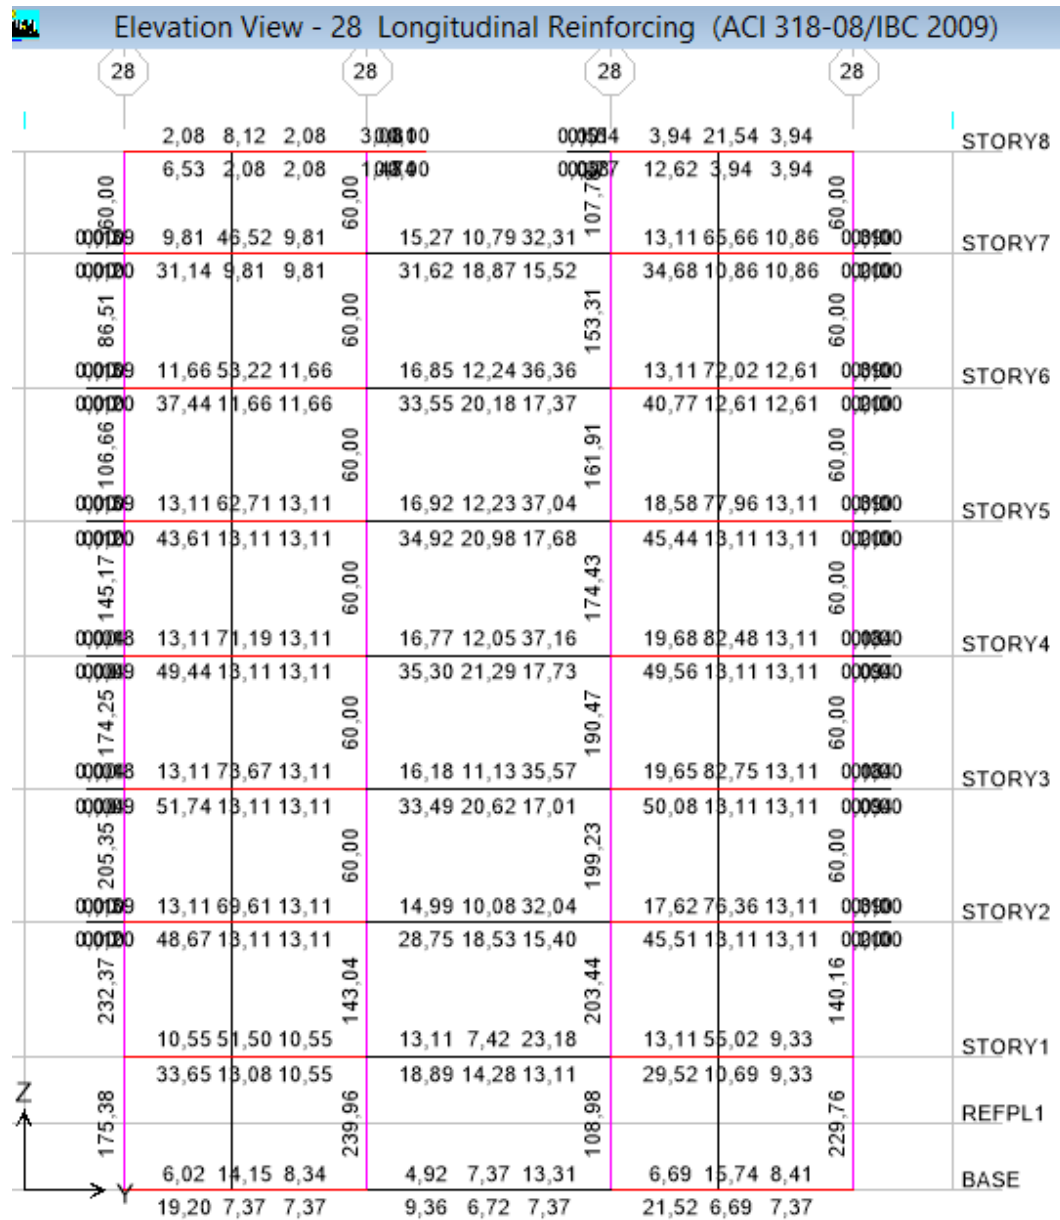 Elevation View - 28 Longitudinal Reinforcing (ACI 318-08/IBC 2009)
28 28 28 28
2,08 8,12 2,08 3,94 21,54 3,94 STORY8
6,53 2,08 2,08 12,62 3,94 3,94
60,00 60,00 60,00
9,81 46,52 9,81 15,27 10,79 32,31 13,11 65,66 10,86 STORY7
31,14 9,81 9,81 31,62 18,87 15,52 34,68 10,86 10,86
86,51 60,00 153,31 60,00
11,66 53,22 11,66 16,85 12,24 36,36 13,11 72,02 12,61 STORY6
37,44 11,66 11,66 33,55 20,18 17,37 40,77 12,61 12,61
106,66 60,00 161,91 60,00
13,11 62,71 13,11 16,92 12,23 37,04 18,58 77,96 13,11 STORY5
43,61 13,11 13,11 34,92 20,98 17,68 45,44 13,11 13,11
145,17 60,00 174,43 60,00
13,11 71,19 13,11 16,77 12,05 37,16 19,68 82,48 13,11 STORY4
49,44 13,11 13,11 35,30 21,29 17,73 49,56 13,11 13,11
174,25 60,00 190,47 60,00
13,11 73,67 13,11 16,18 11,13 35,57 19,65 82,75 13,11 STORY3
51,74 13,11 13,11 33,49 20,62 17,01 50,08 13,11 13,11
205,35 60,00 199,23 60,00
13,11 69,61 13,11 14,99 10,08 32,04 17,62 76,36 13,11 STORY2
48,67 13,11 13,11 28,75 18,53 15,40 45,51 13,11 13,11
232,37 143,04 203,44 140,16
10,55 51,50 10,55 13,11 7,42 23,18 13,11 55,02 9,33 STORY1
33,65 13,08 10,55 18,89 14,28 13,11 29,52 10,69 9,33
Z
175,38 239,96 108,98 229,76 REFPL1
6,02 14,15 8,34 4,92 7,37 13,31 6,69 15,74 8,41 BASE
Y
19,20 7,37 7,37 9,36 6,72 7,37 21,52 6,69 7,37